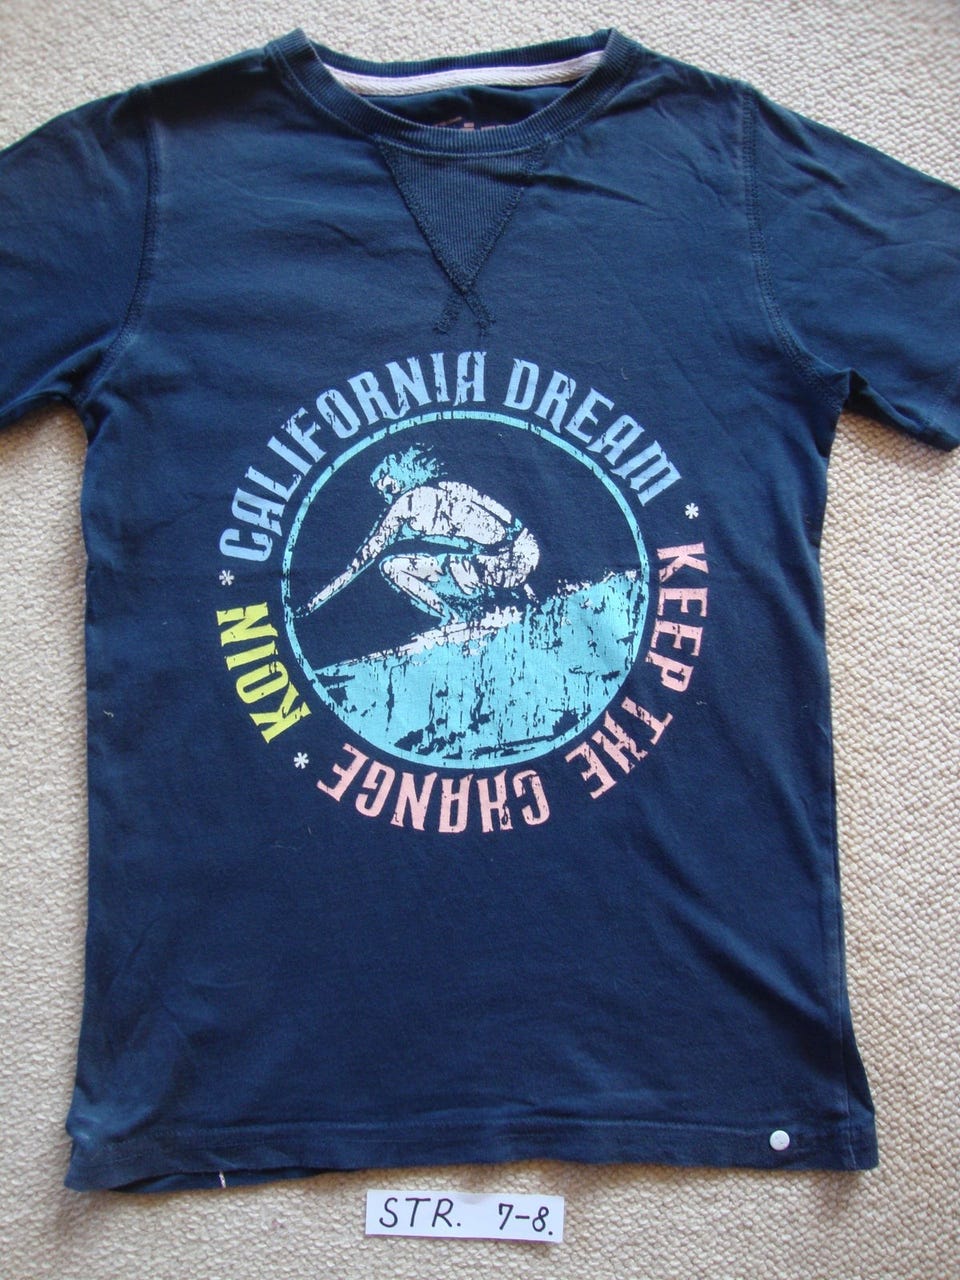 CALIFORNIA DREAM
* KEEP THE CHANGE
* KOIN *
STR. 7-8.